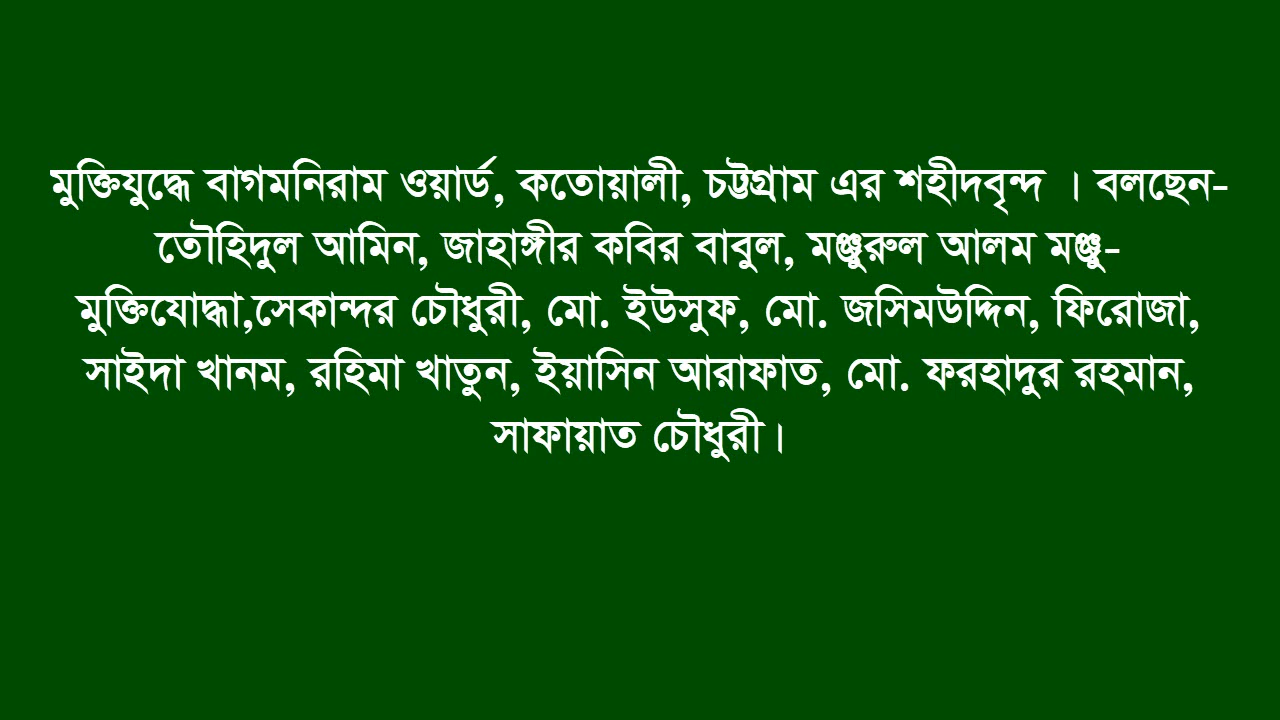 মুক্তিযুদ্ধে বাগমনিরাম ওয়ার্ড, কতোয়ালী, চট্টগ্রাম এর শহীদবৃন্দ । বলছেন-
তৌহিদুল আমিন, জাহাঙ্গীর কবির বাবুল, মঞ্জুরুল আলম মঞ্জু-
মুক্তিযোদ্ধা,সেকান্দর চৌধুরী, মো. ইউসুফ, মো. জসিমউদ্দিন, ফিরোজা,
সাইদা খানম, রহিমা খাতুন, ইয়াসিন আরাফাত, মো. ফরহাদুর রহমান,
সাফায়াত চৌধুরী।